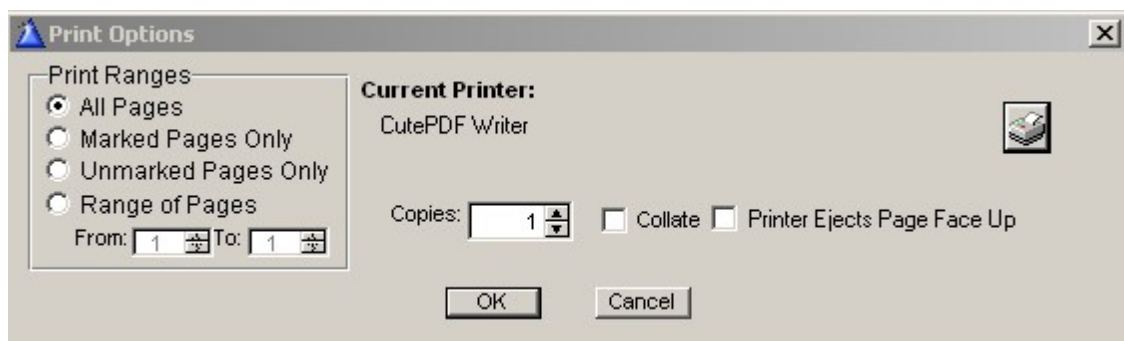 Print Options
Print Ranges
All Pages
Marked Pages Only
Unmarked Pages Only
Range of Pages
From: 1 To: 1
Current Printer:
CutePDF Writer
Copies: 1 Collate Printer Ejects Page Face Up
OK Cancel